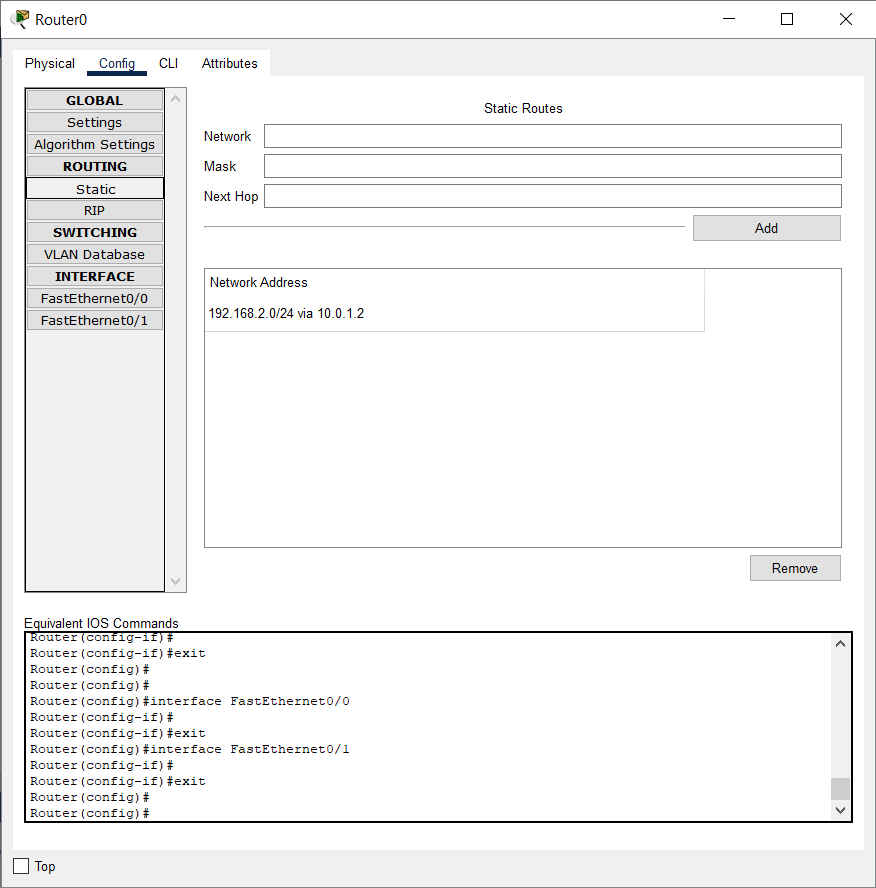 Router0
Physical Config CLI Attributes
GLOBAL
Settings
Algorithm Settings
ROUTING
Static
RIP
SWITCHING
VLAN Database
INTERFACE
FastEthernet0/0
FastEthernet0/1
Static Routes
Network
Mask
Next Hop
Add
Network Address
192.168.2.0/24 via 10.0.1.2
Remove
Equivalent IOS Commands
Router(config-if)#
Router(config-if)#exit
Router(config)#
Router(config)#
Router(config)#interface FastEthernet0/0
Router(config-if)#
Router(config-if)#exit
Router(config)#interface FastEthernet0/1
Router(config-if)#
Router(config-if)#exit
Router(config)#
Router(config)#
Top